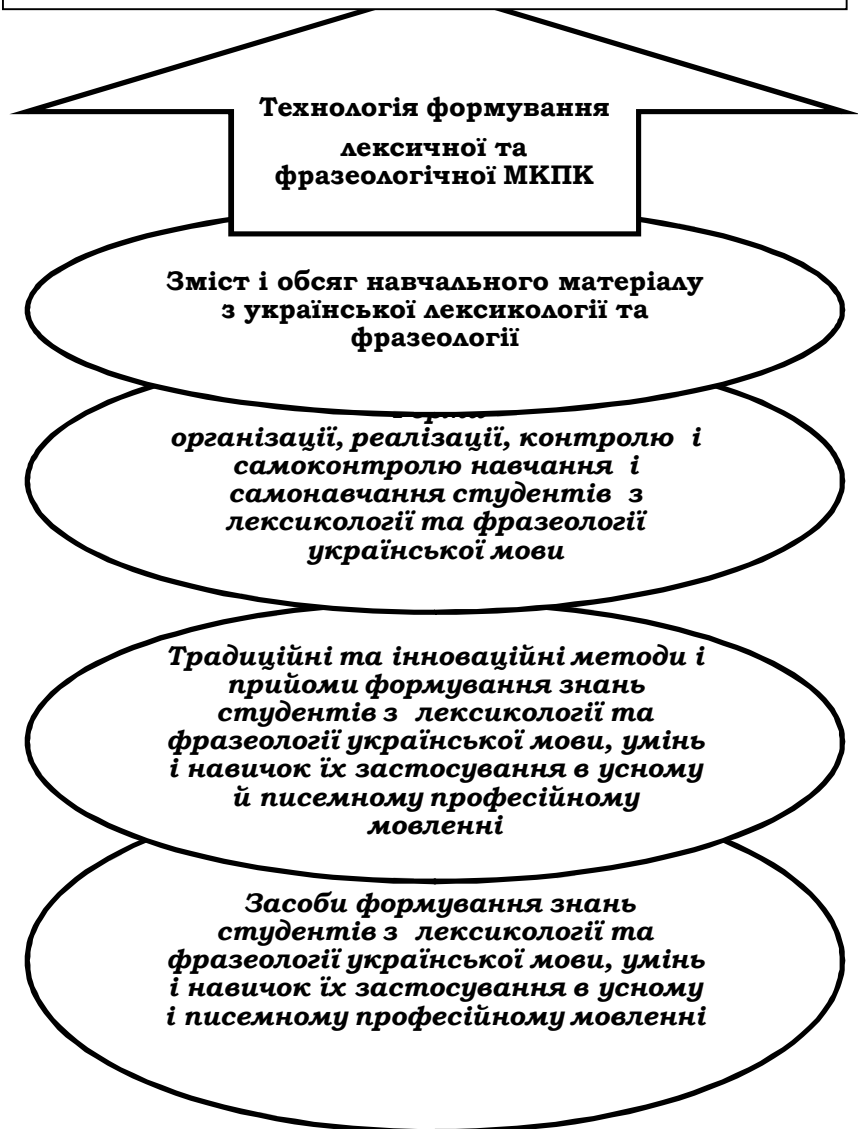 Технологія формування
лексичної та
фразеологічної МКПК
Зміст і обсяг навчального матеріалу
з української лексикології та
фразеології
організації, реалізації, контролю і
самоконтролю навчання і
самонавчання студентів з
лексикології та фразеології
української мови
Традиційні та інноваційні методи і
прийоми формування знань
студентів з лексикології та
фразеології української мови, умінь
і навичок їх застосування в усному
й писемному професійному
мовленні
Засоби формування знань
студентів з лексикології та
фразеології української мови, умінь
і навичок їх застосування в усному
і писемному професійному мовленні